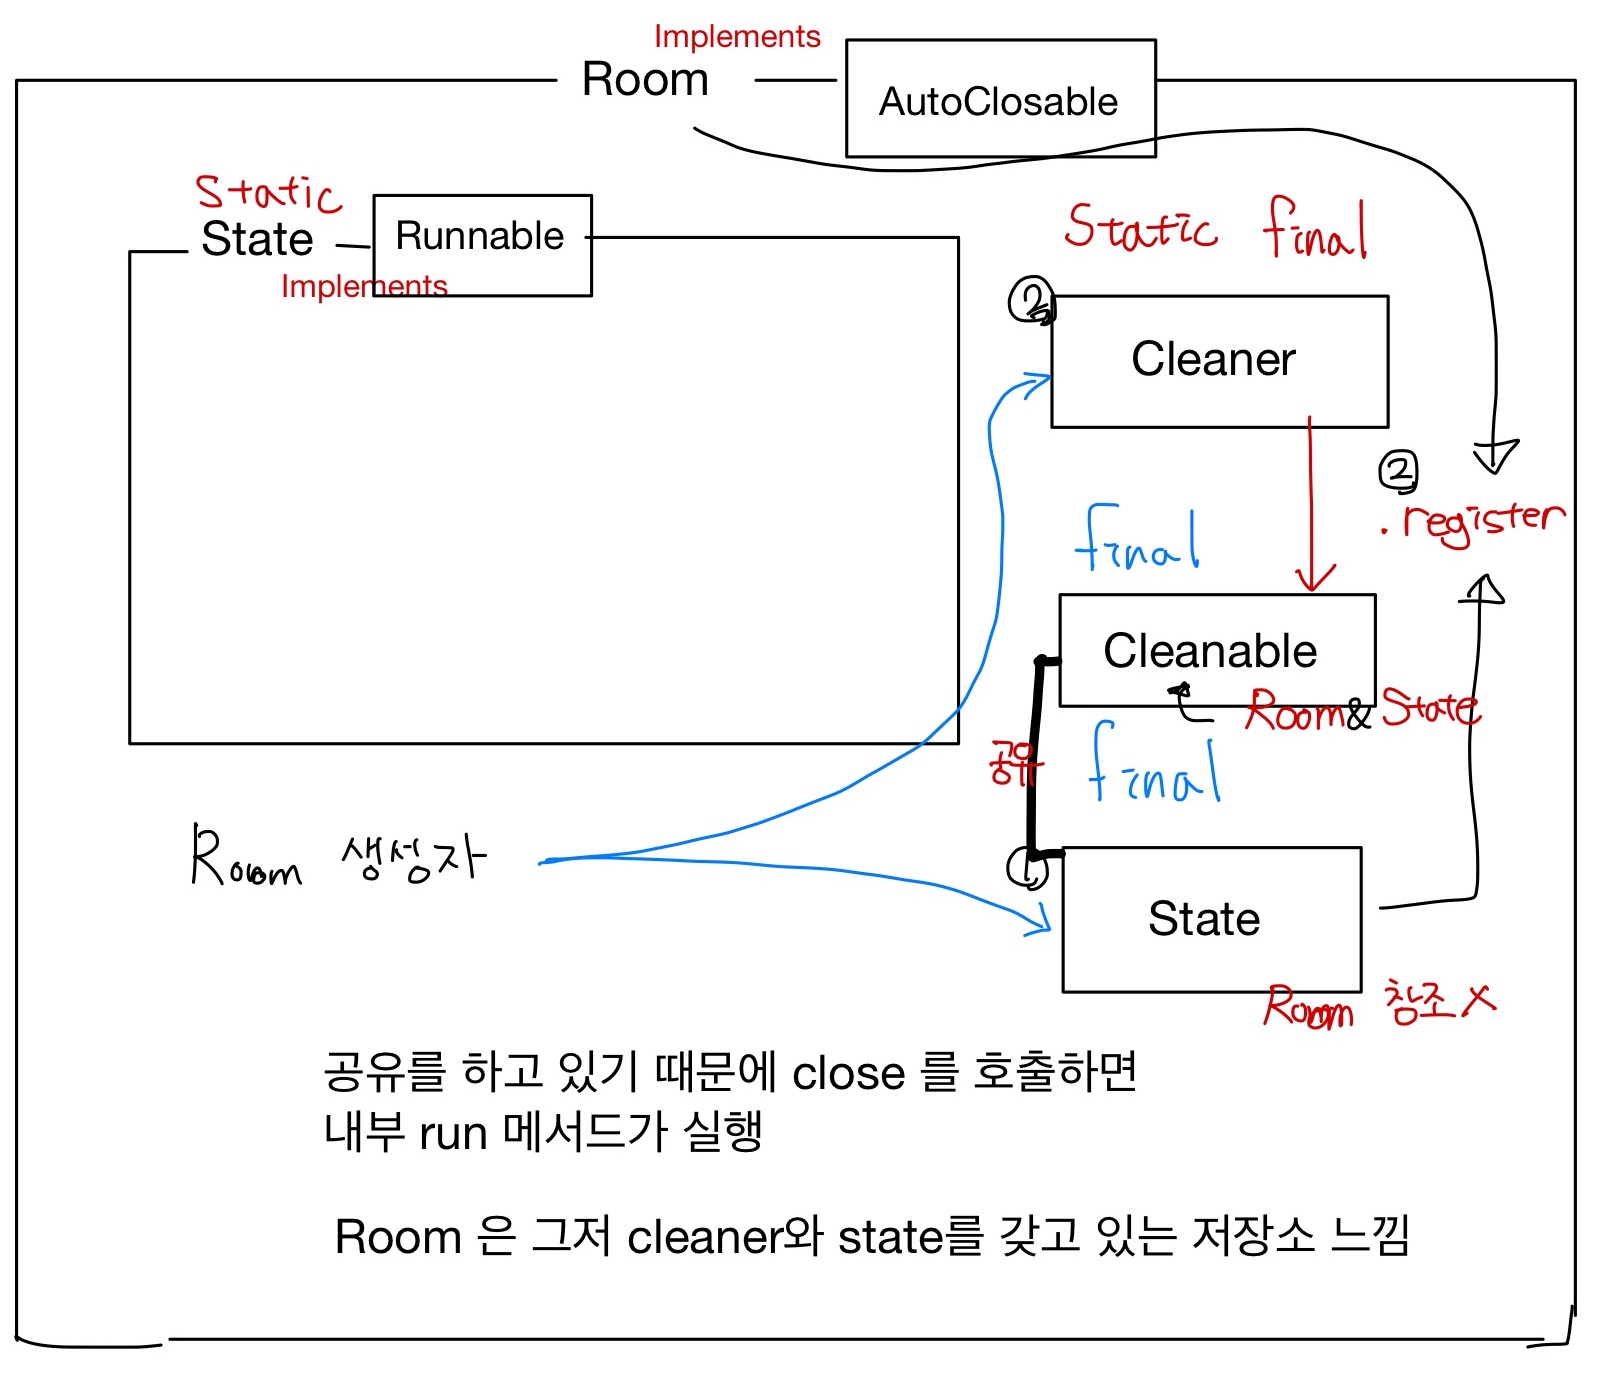 Implements
Room
AutoClosable
Static
State
Runnable
Implements
Static final
②
Cleaner
②
.register
final
Cleanable
Room & State
공유
final
Room 생성자
①
State
Room 참조 X
공유를 하고 있기 때문에 close 를 호출하면
내부 run 메서드가 실행
Room 은 그저 cleaner와 state를 갖고 있는 저장소 느낌